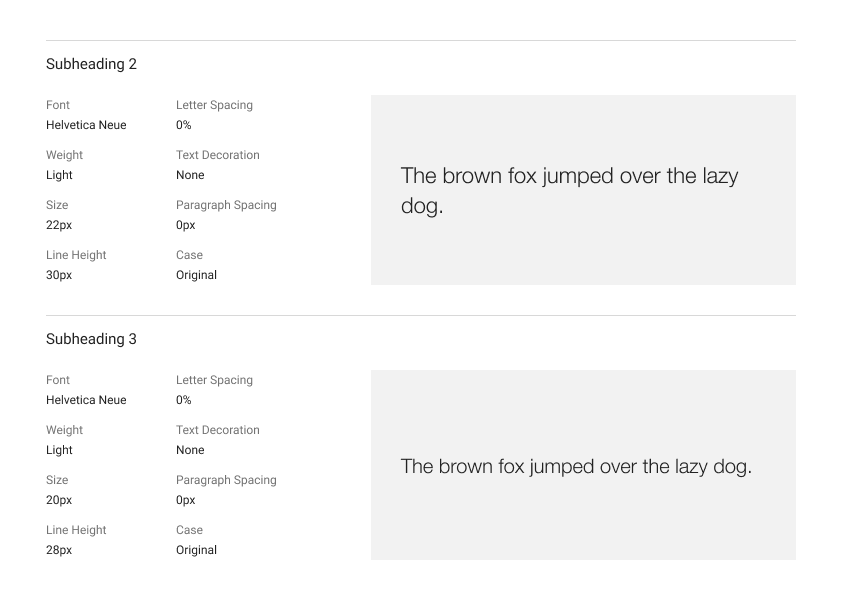 Subheading 2
Font
Letter Spacing
Helvetica Neue
0%
Weight
Text Decoration
Light
None
Size
Paragraph Spacing
22px
0px
Line Height
Case
30px
Original
The brown fox jumped over the lazy
dog.
Subheading 3
Font
Letter Spacing
Helvetica Neue
0%
Weight
Text Decoration
Light
None
Size
Paragraph Spacing
20px
0px
Line Height
Case
28px
Original
The brown fox jumped over the lazy dog.